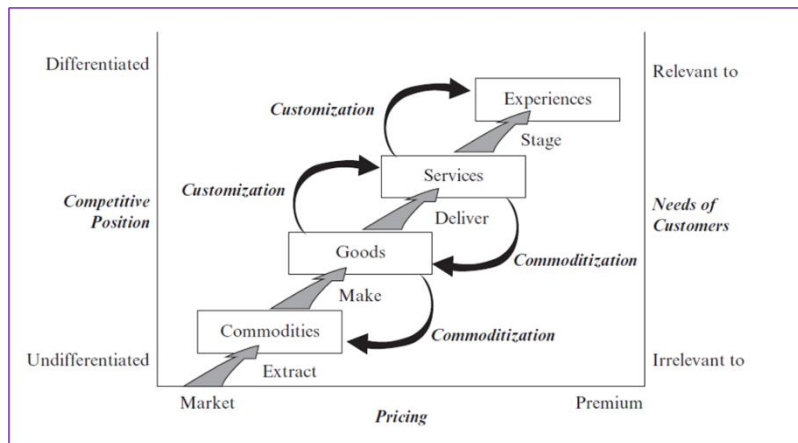 Differentiated
Relevant to
Experiences
Customization
Stage
Services
Customization
Competitive
Position
Deliver
Needs of
Customers
Goods
Commoditization
Make
Commodities
Commoditization
Undifferentiated
Extract
Irrelevant to
Market
Pricing
Premium